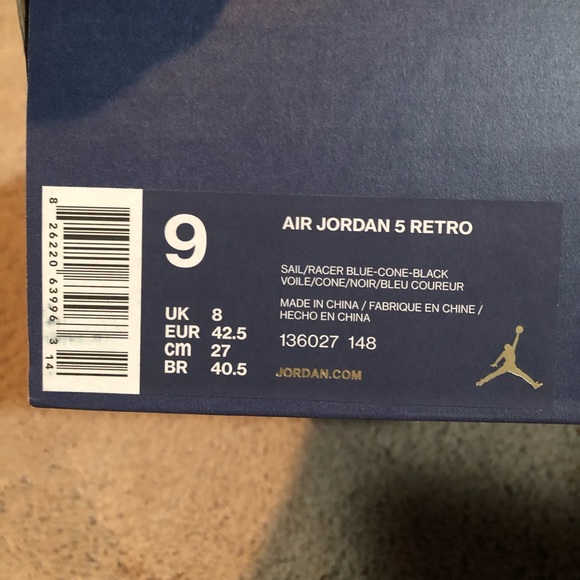 8 26220 63996 3 14
9
UK 8
EUR 42.5
cm 27
BR 40.5
AIR JORDAN 5 RETRO
SAIL/RACER BLUE-CONE-BLACK
VOILE/CONE/NOIR/BLEU COUREUR
MADE IN CHINA / FABRIQUE EN CHINE /
HECHO EN CHINA
136027 148
JORDAN.COM